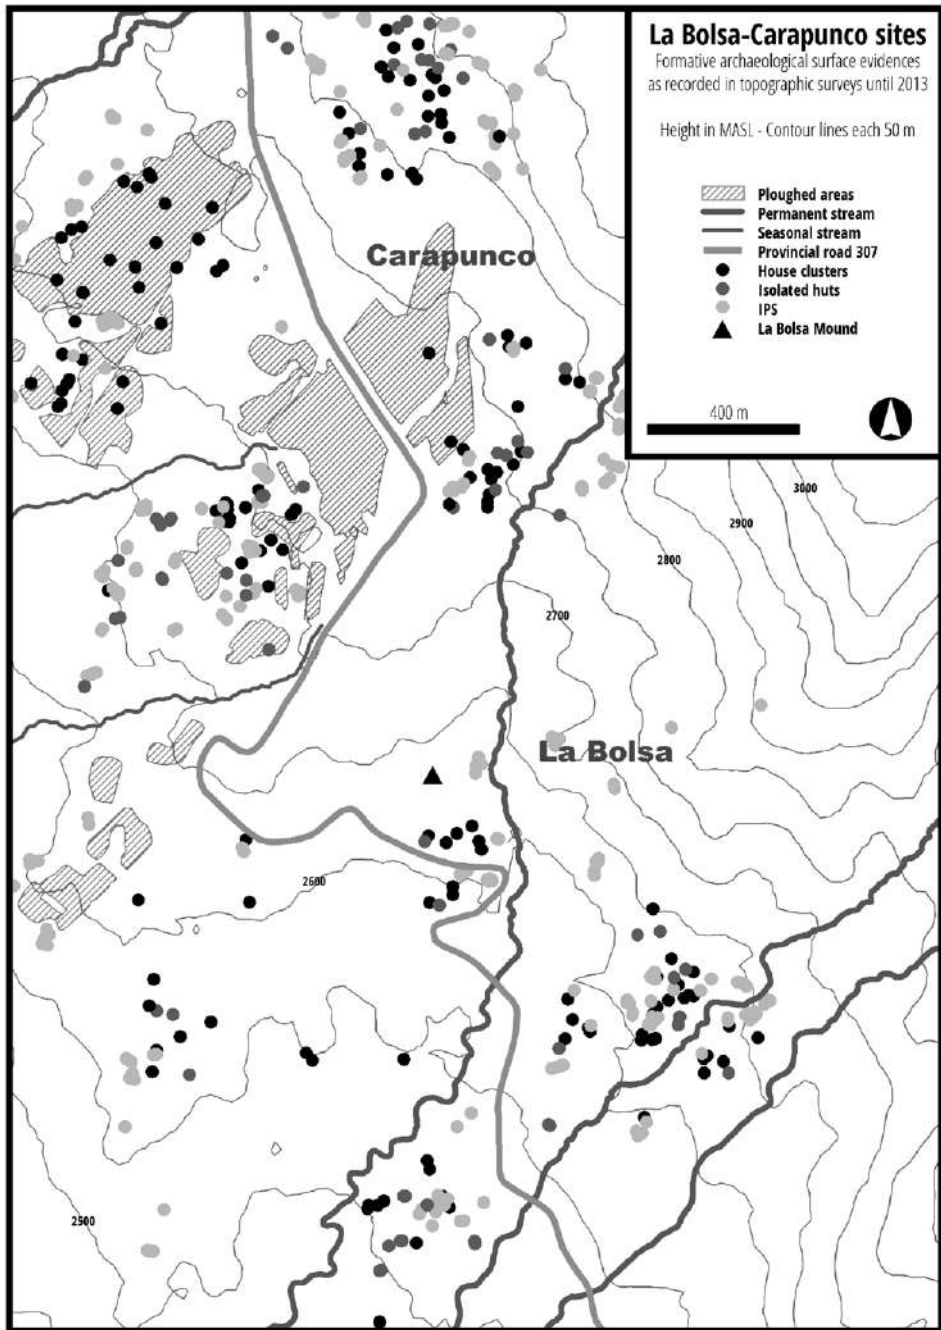 La Bolsa-Carapunco sites
Formative archaeological surface evidences
as recorded in topographic surveys until 2013
Height in MASL - Contour lines each 50 m
Ploughed areas
Permanent stream
Seasonal stream
Provincial road 307
House clusters
Isolated huts
IPS
La Bolsa Mound
400 m
Carapunco
3000
2900
2800
2700
La Bolsa
2600
2500